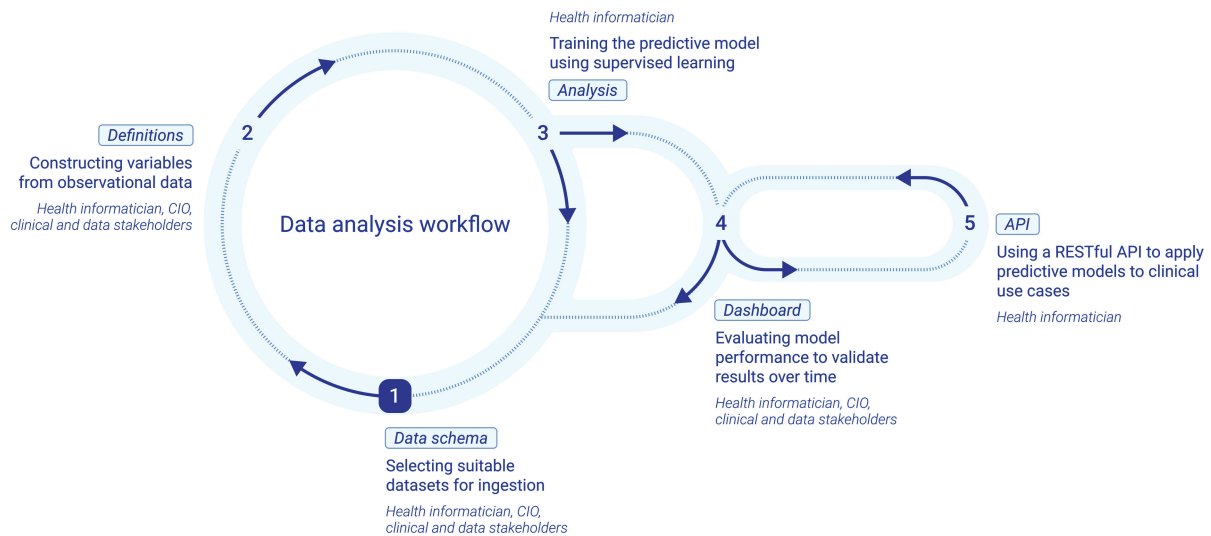 Health informatician
Training the predictive model
using supervised learning
Analysis
3
2
Definitions
Constructing variables
from observational data
Health informatician, CIO,
clinical and data stakeholders
Data analysis workflow
4
5
API
Using a RESTful API to apply
predictive models to clinical
use cases
Health informatician
Dashboard
Evaluating model
performance to validate
results over time
Health informatician, CIO,
clinical and data stakeholders
1
Data schema
Selecting suitable
datasets for ingestion
Health informatician, CIO,
clinical and data stakeholders